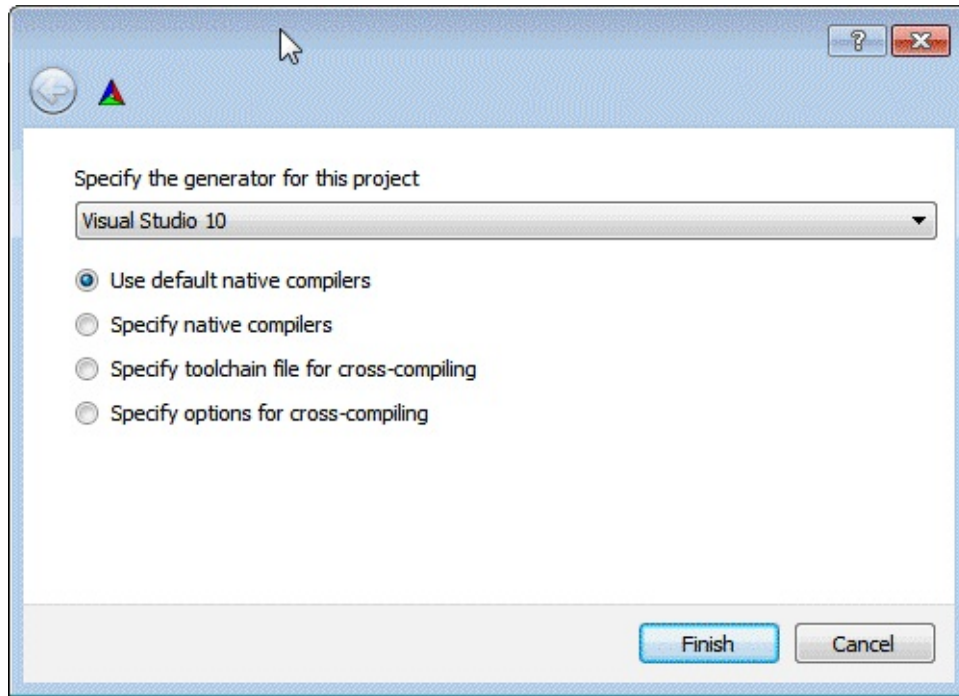 Specify the generator for this project
Visual Studio 10
Use default native compilers
Specify native compilers
Specify toolchain file for cross-compiling
Specify options for cross-compiling
Finish Cancel